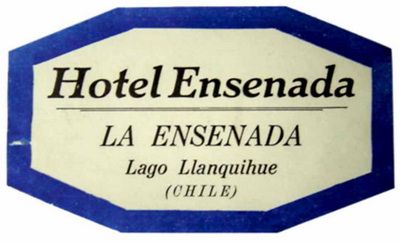 Hotel Ensenada
LA ENSENADA
Lago Llanquihue
(CHILE)